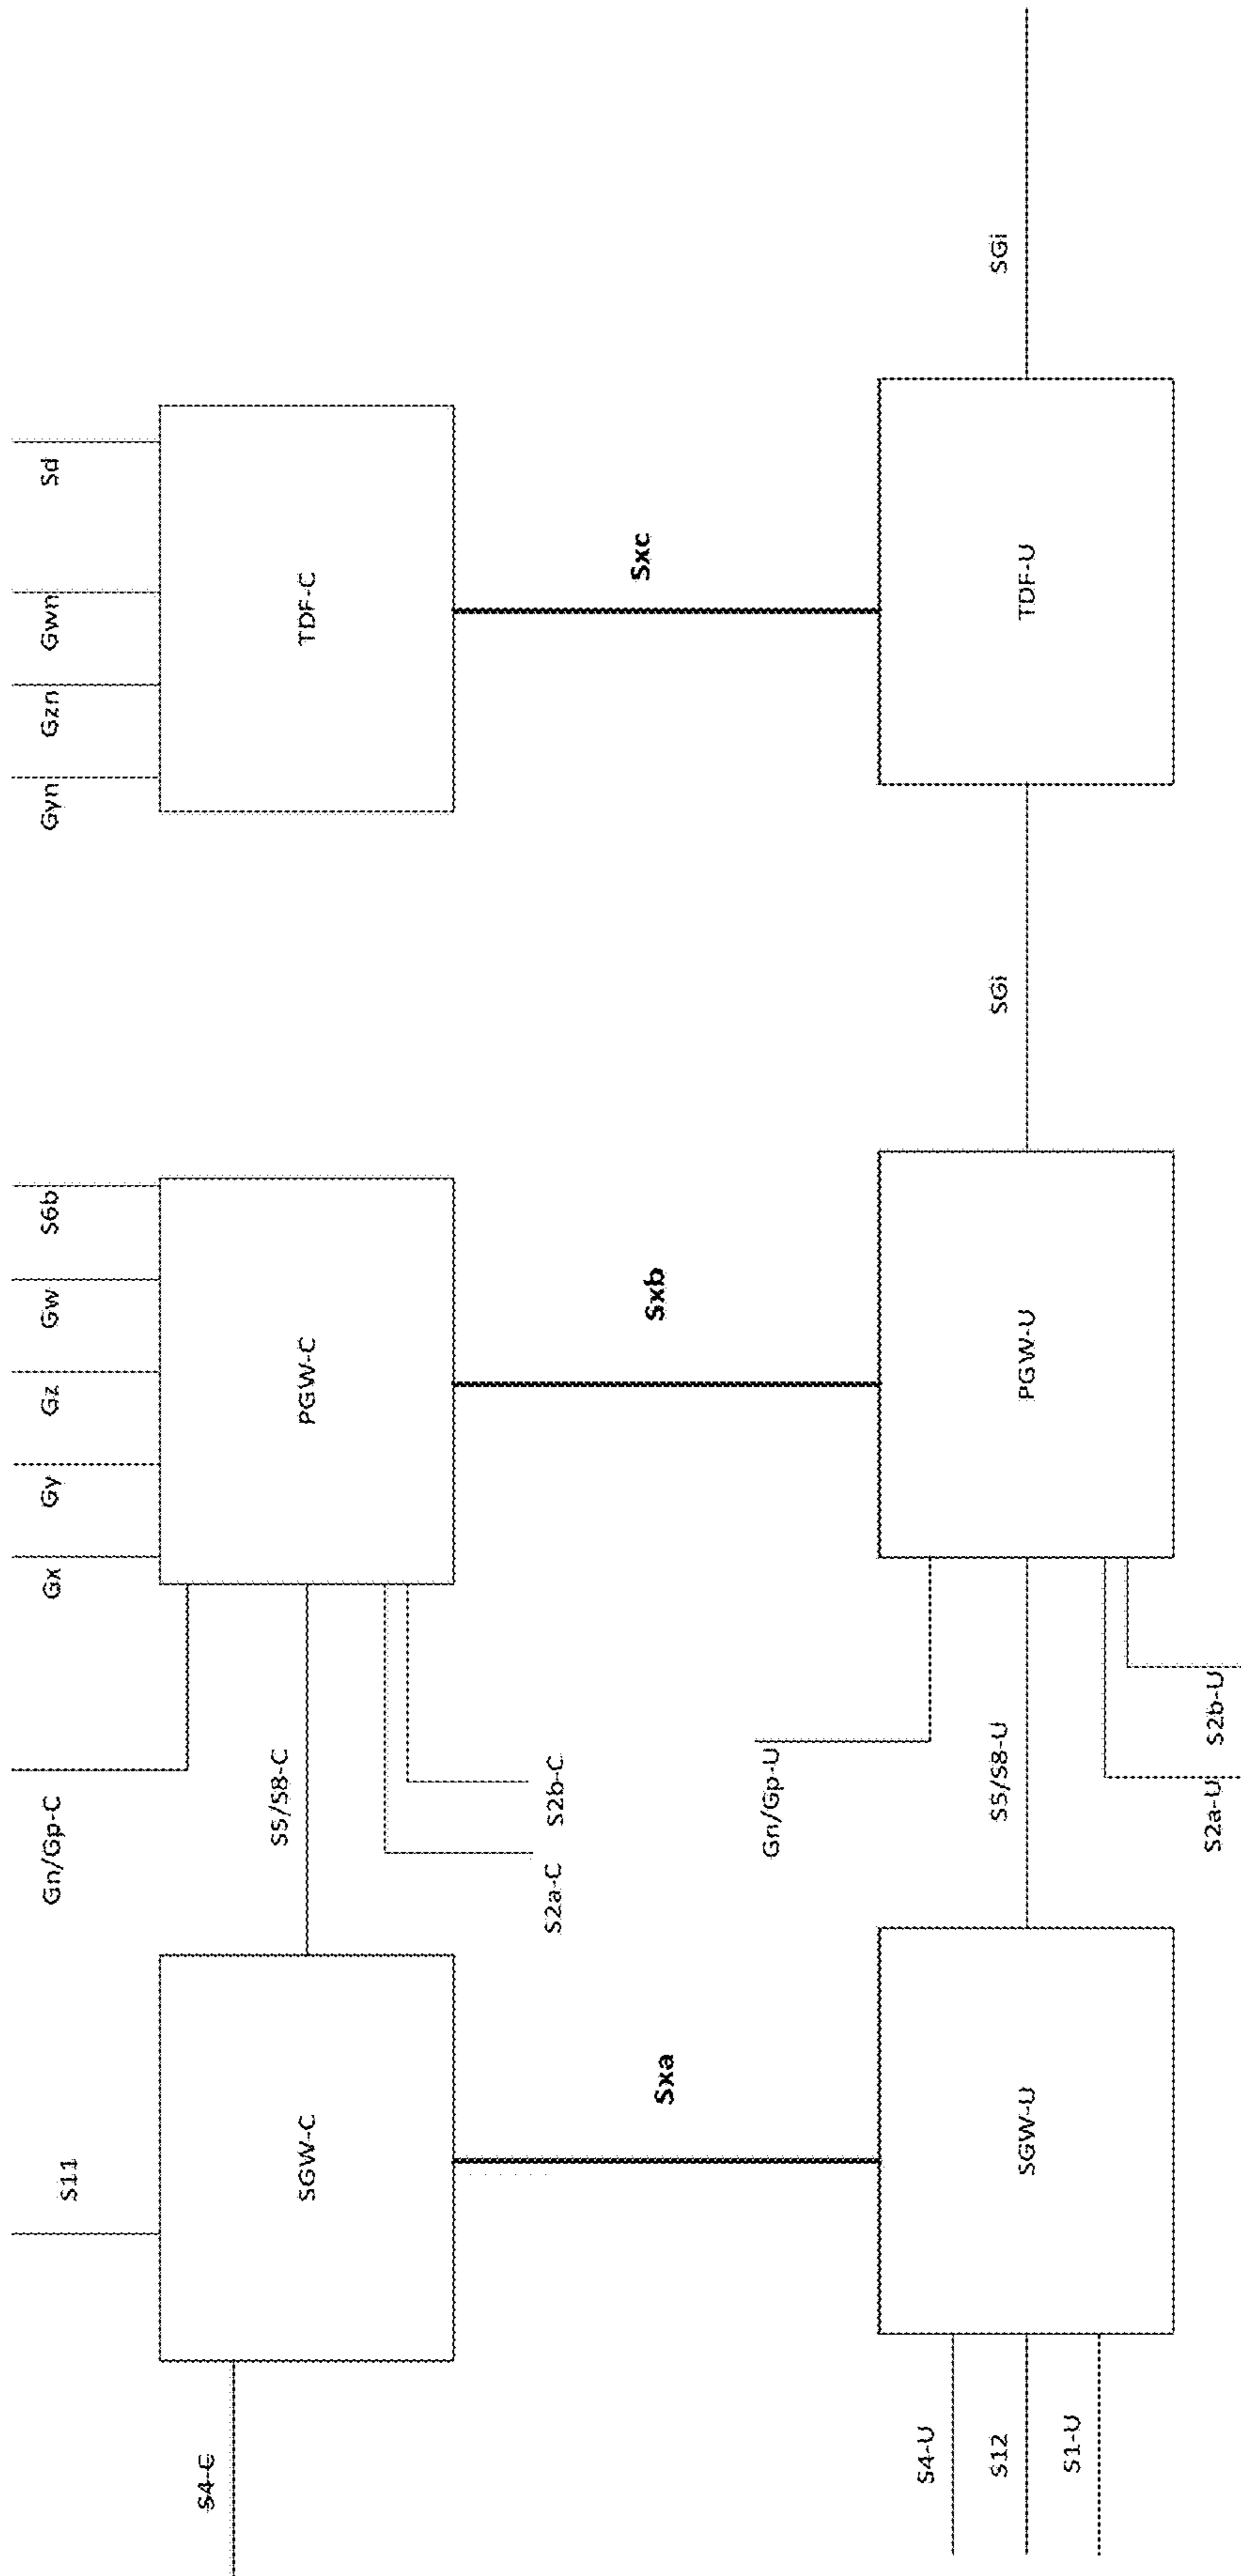 S11
Gn/Gp-C
Gx
Gy
Gz
Gw
S6b
Gyn
Gzn
Gwn
Sd
S4-C
SGW-C
S5/S8-C
PGW-C
TDF-C
S2a-C
S2b-C
Sxa
Sxb
Sxc
Gn/Gp-U
S4-U
S12
S1-U
SGW-U
S5/S8-U
PGW-U
SGi
TDF-U
SGi
S2a-U
S2b-U